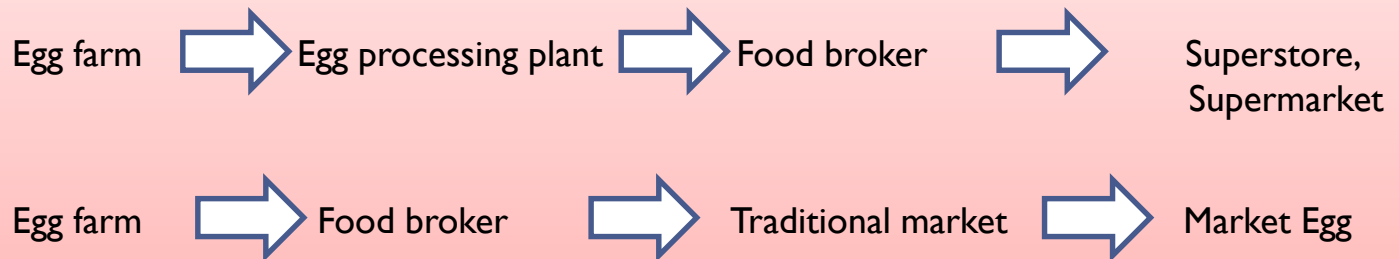 Egg farm Egg processing plant Food broker Superstore,
Supermarket
Egg farm Food broker Traditional market Market Egg